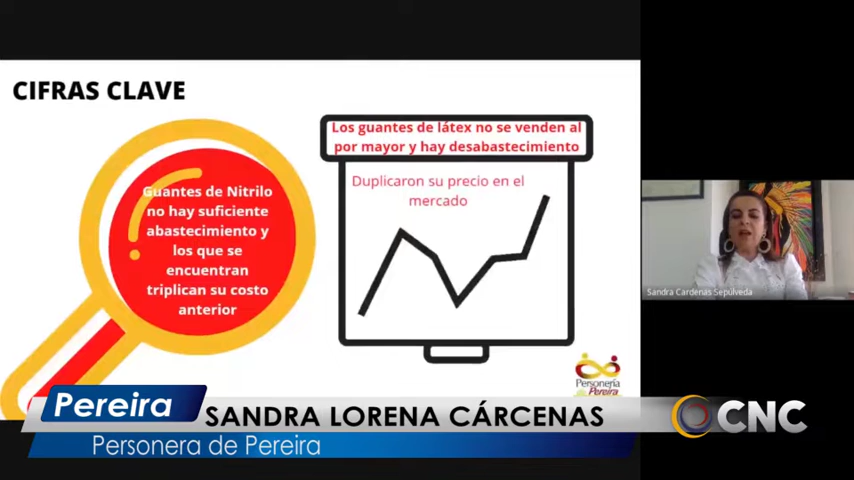 CIFRAS CLAVE
Guantes de Nitrilo
no hay suficiente
abastecimiento y
los que se
encuentran
triplican su costo
anterior
Los guantes de látex no se venden al
por mayor y hay desabastecimiento
Duplicaron su precio en el
mercado
Personería
Pereira
Sandra Cardenas Sepúlveda
Pereira
SANDRA LORENA CÁRCENAS
Personera de Pereira
CNC